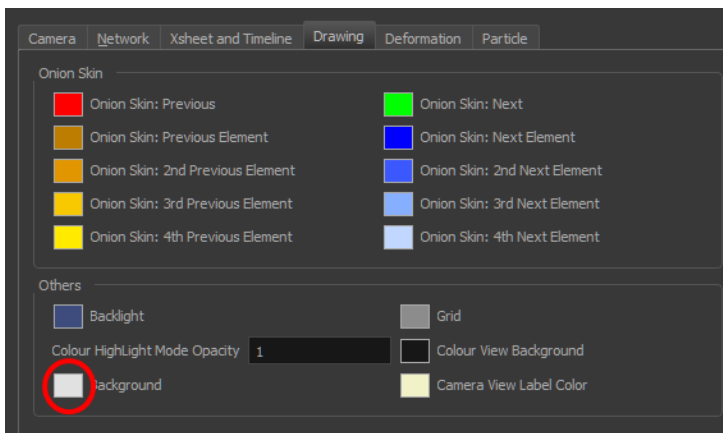 Camera Network Xsheet and Timeline Drawing Deformation Particle
Onion Skin
Onion Skin: Previous Onion Skin: Next
Onion Skin: Previous Element Onion Skin: Next Element
Onion Skin: 2nd Previous Element Onion Skin: 2nd Next Element
Onion Skin: 3rd Previous Element Onion Skin: 3rd Next Element
Onion Skin: 4th Previous Element Onion Skin: 4th Next Element
Others
Backlight Grid
Colour HighLight Mode Opacity 1 Colour View Background
Background Camera View Label Color